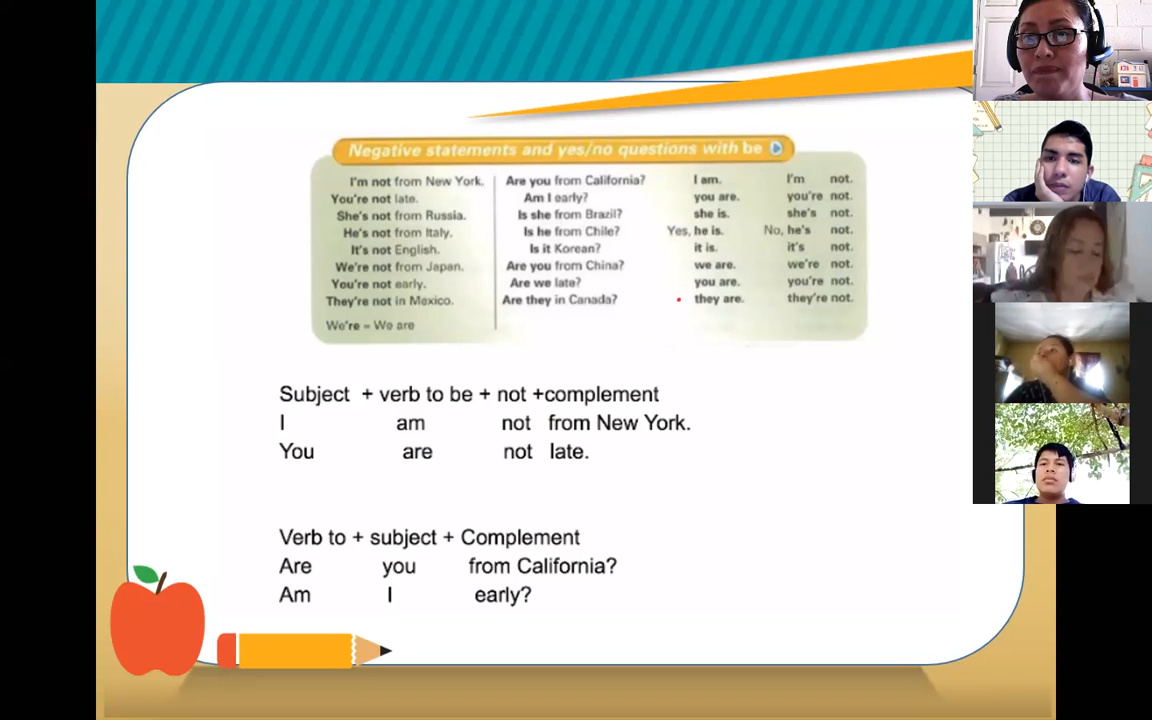 Negative statements and yes/no questions with be
I'm not from New York. Are you from California? I am. I'm not.
You're not late. Am I early? you are. you're not.
She's not from Russia. Is she from Brazil? she is. she's not.
He's not from Italy. Is he from Chile? Yes, he is. No, he's not.
It's not English. Is it Korean? it is. it's not.
We're not from Japan. Are you from China? we are. we're not.
You're not early. Are we late? you are. you're not.
They're not in Mexico. Are they in Canada? they are. they're not.
We're = We are
Subject + verb to be + not +complement
I am not from New York.
You are not late.
Verb to + subject + Complement
Are you from California?
Am I early?